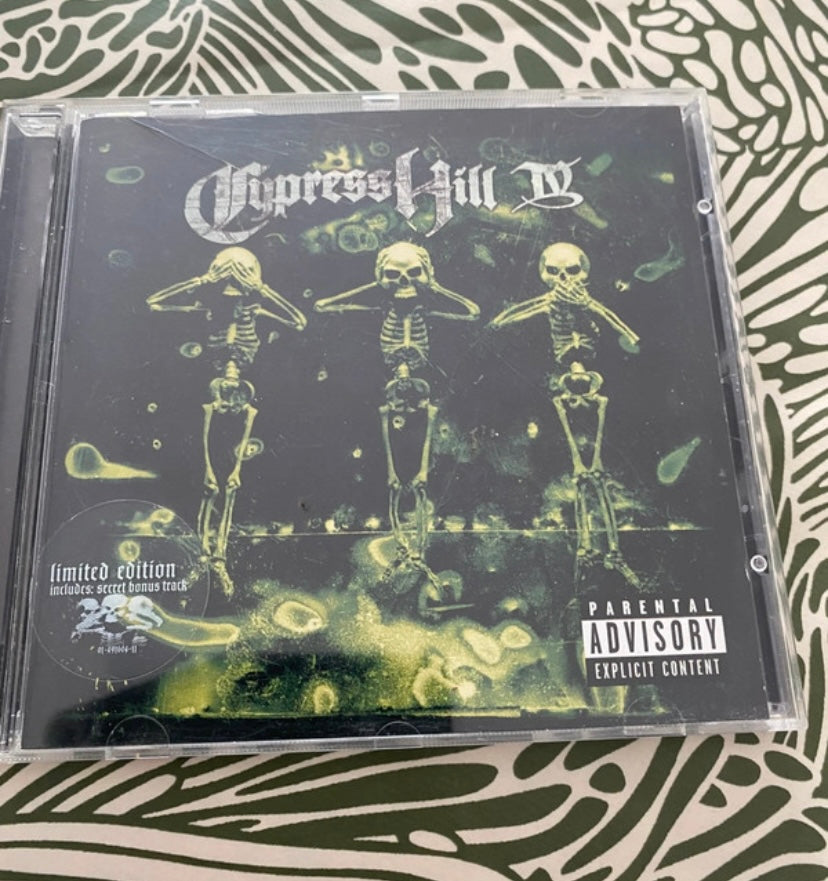 Cypress Hill IV
limited edition
includes: secret bonus track
PARENTAL
ADVISORY
EXPLICIT CONTENT